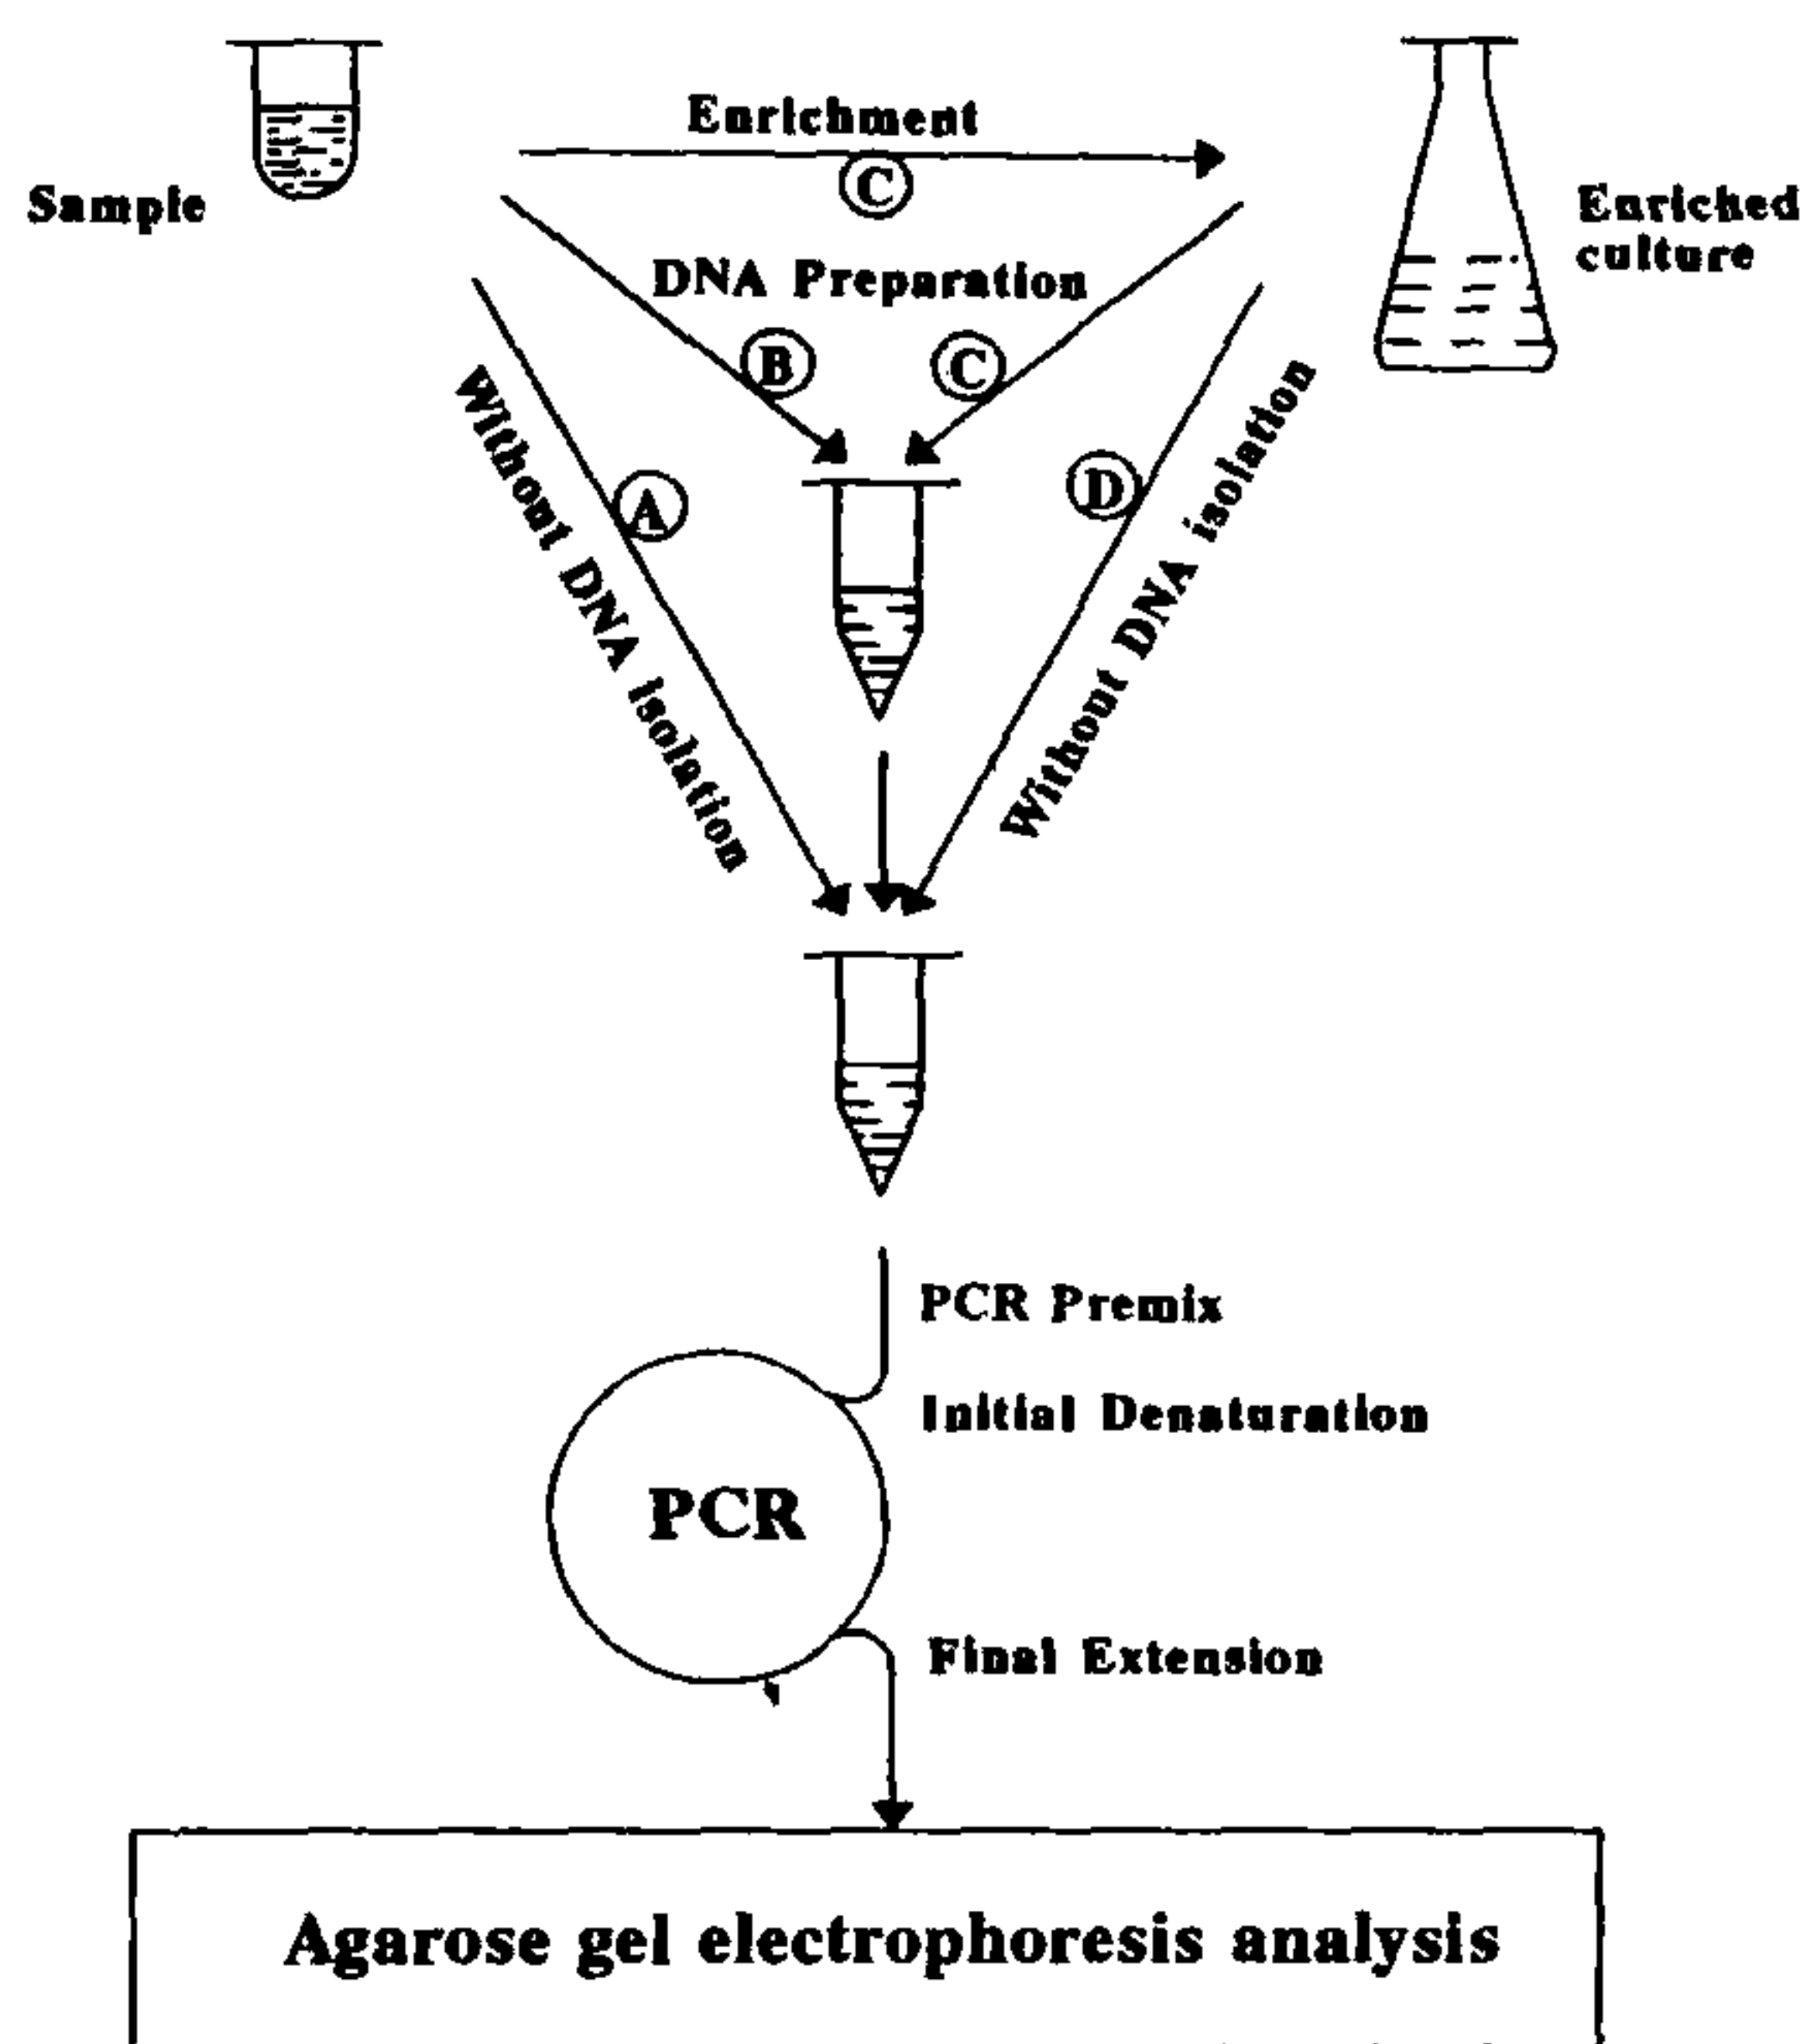 Enrichment
C
Sample
Enriched
culture
DNA Preparation
B
C
Without DNA isolation
A
D
Without DNA isolation
PCR Premix
Initial Denaturation
PCR
Final Extension
Agarose gel electrophoresis analysis